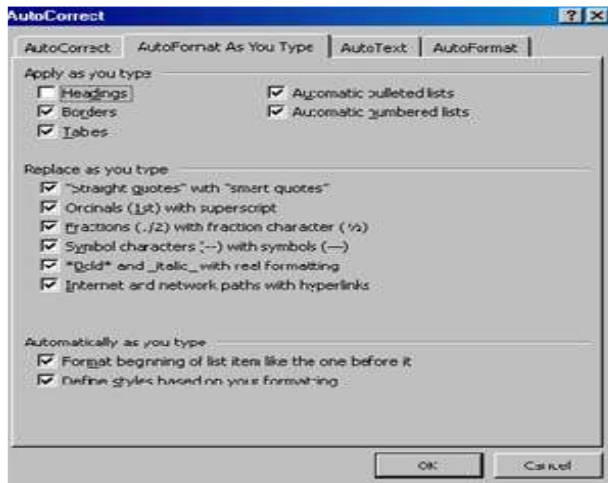 AutoCorrect
AutoCorrect AutoFormat As You Type AutoText AutoFormat
Apply as you type
Headings Automatic bulleted lists
Borders Automatic numbered lists
Tables
Replace as you type
"Straight quotes" with "smart quotes"
Ordinals (1st) with superscript
Fractions (1/2) with fraction character (½)
Symbol characters (--) with symbols (—)
*Bold* and _italic_ with real formatting
Internet and network paths with hyperlinks
Automatically as you type
Format beginning of list item like the one before it
Define styles based on your formatting
OK Cancel